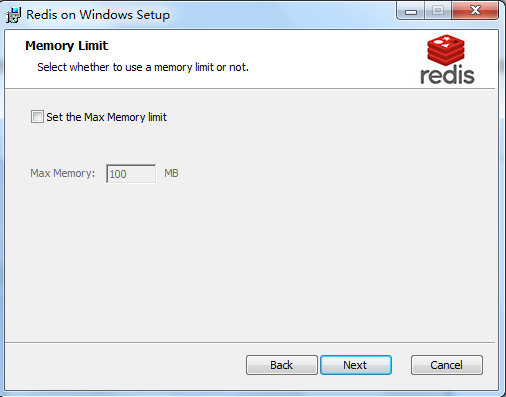 Redis on Windows Setup
Memory Limit
Select whether to use a memory limit or not.
redis
Set the Max Memory limit
Max Memory: 100 MB
Back Next Cancel